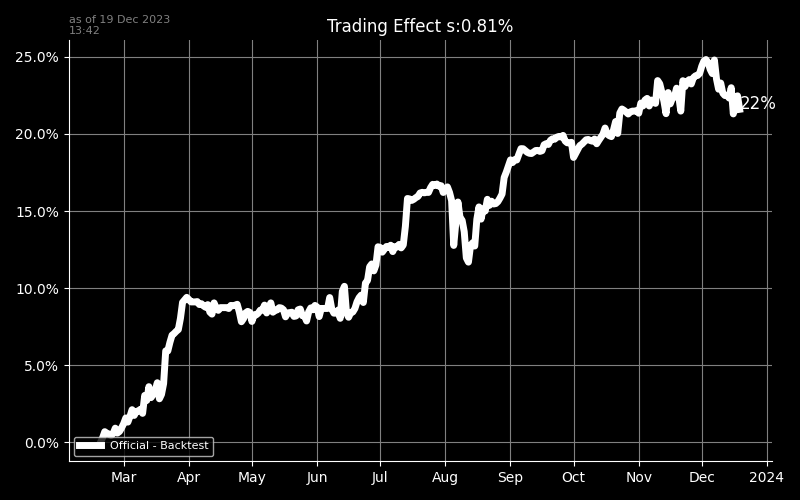 as of 19 Dec 2023
13:42
Trading Effect s:0.81%
25.0%
20.0%
15.0%
10.0%
5.0%
0.0%
22%
Official - Backtest
Mar Apr May Jun Jul Aug Sep Oct Nov Dec 2024